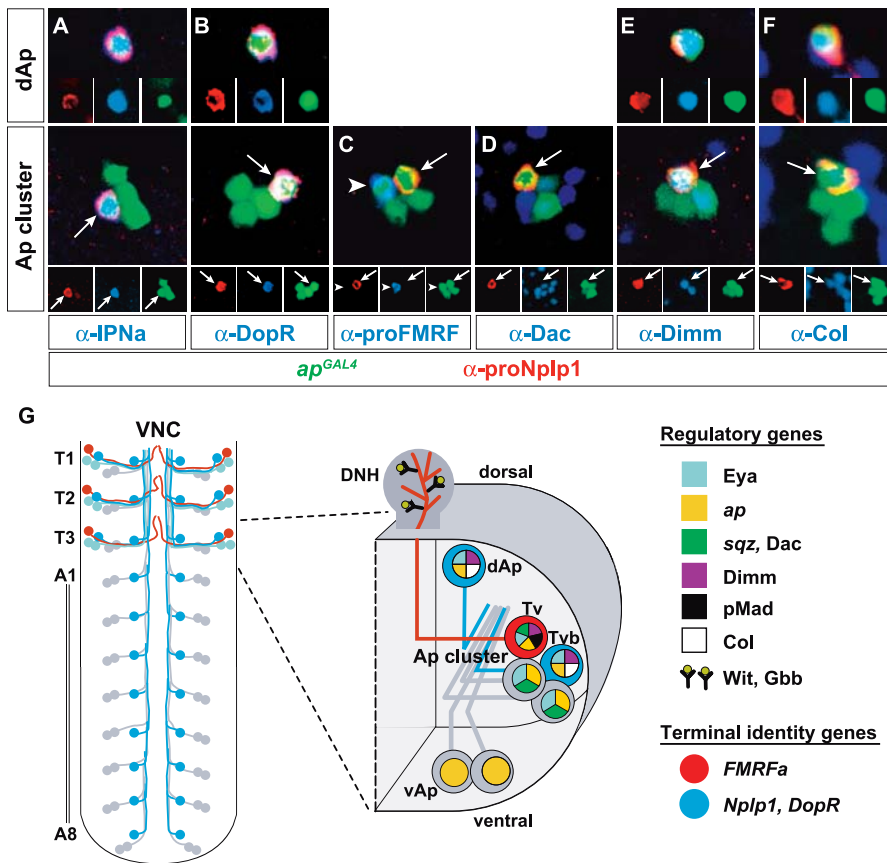 A
B
E
F
dAp
C
D
Ap cluster
α-IPNa
α-DopR
α-proFMRF
α-Dac
α-Dimm
α-Col
apGAL4
α-proNplp1
G
VNC
T1
T2
T3
A1
A8
DNH
dorsal
dAp
Tv
Tvb
Ap cluster
vAp
ventral
Regulatory genes
Eya
ap
sqz, Dac
Dimm
pMad
Col
Wit, Gbb
Terminal identity genes
FMRFa
Nplp1, DopR